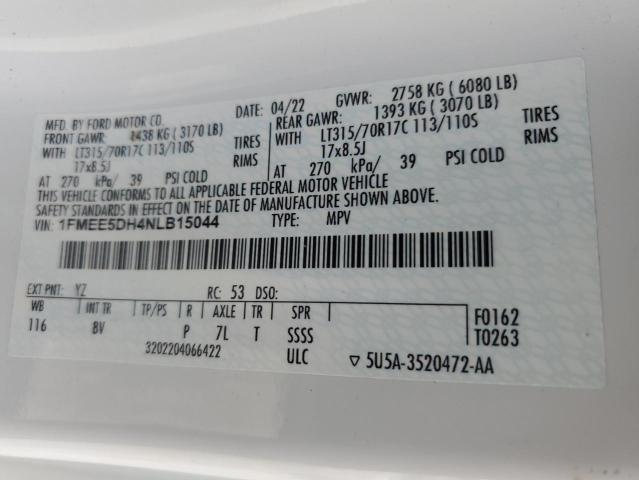 MFD. BY FORD MOTOR CO. DATE: 04/22 GVWR: 2758 KG ( 6080 LB)
FRONT GAWR: 1438 KG ( 3170 LB) REAR GAWR: 1393 KG ( 3070 LB)
WITH LT315/70R17C 113/110S TIRES WITH LT315/70R17C 113/110S TIRES
17x8.5J RIMS 17x8.5J RIMS
AT 270 kPa/ 39 PSI COLD AT 270 kPa/ 39 PSI COLD
THIS VEHICLE CONFORMS TO ALL APPLICABLE FEDERAL MOTOR VEHICLE
SAFETY STANDARDS IN EFFECT ON THE DATE OF MANUFACTURE SHOWN ABOVE.
VIN: 1FMEE5DH4NLB15044 TYPE: MPV
EXT PNT: YZ RC: 53 DSO:
WB INT TR TP/PS R AXLE TR SPR F0162
116 BV P 7L T SSSS T0263
3202204066422 ULC ▽ 5U5A-3520472-AA